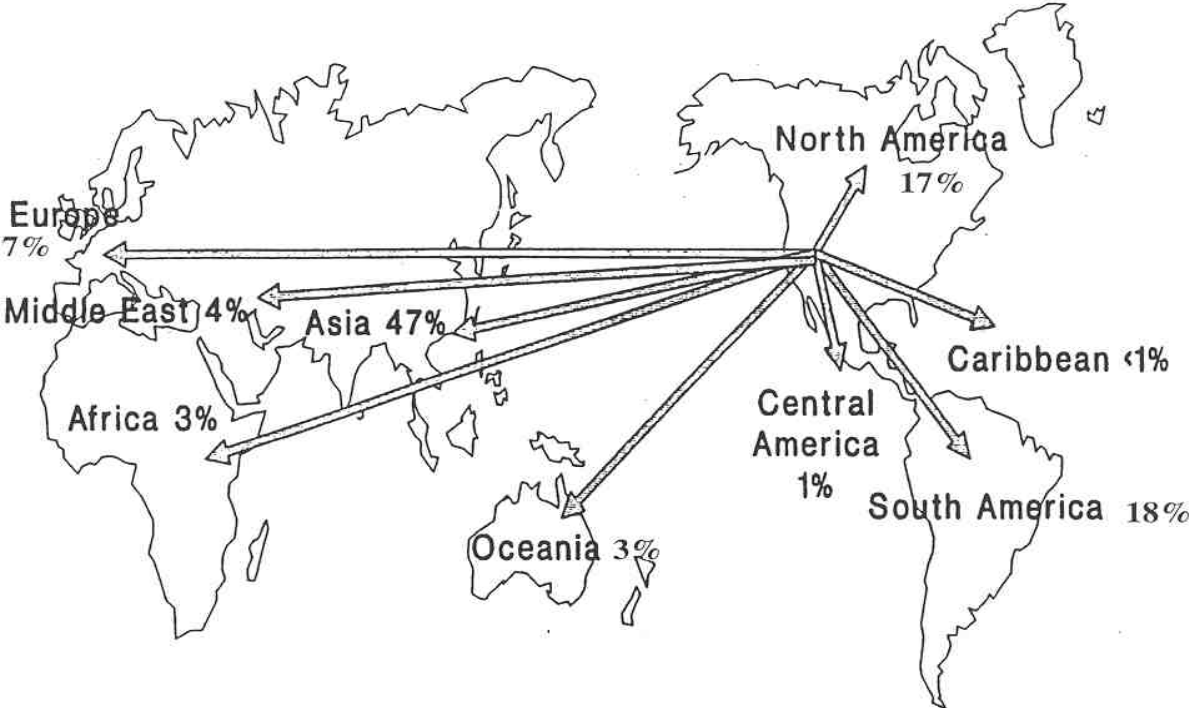 North America
17%
Europe
7%
Middle East 4%
Asia 47%
Caribbean <1%
Africa 3%
Central
America
1%
South America 18%
Oceania 3%